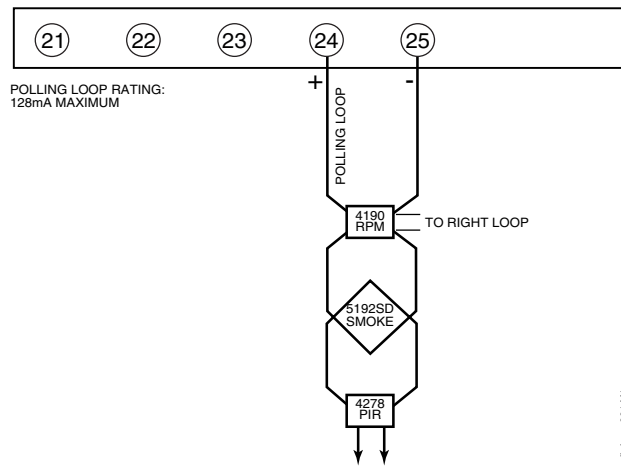 21 22 23 24 25
POLLING LOOP RATING:
128mA MAXIMUM
+ -
POLLING LOOP
4190
RPM
TO RIGHT LOOP
5192SD
SMOKE
4278
PIR